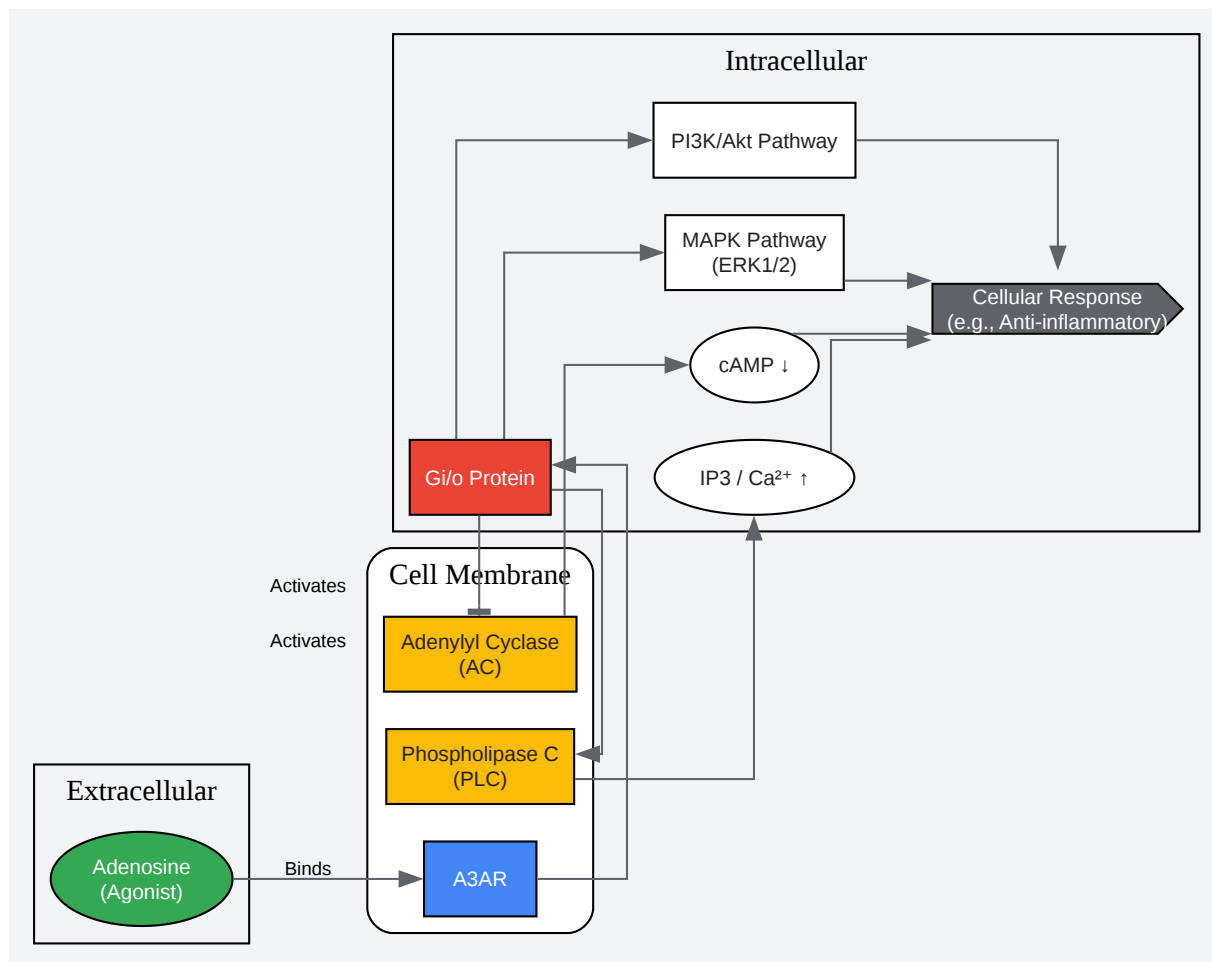 Intracellular
PI3K/Akt Pathway
MAPK Pathway
(ERK1/2)
Cellular Response
(e.g., Anti-inflammatory)
cAMP ↓
Gi/o Protein
IP3 / Ca²⁺ ↑
Cell Membrane
Activates
Activates
Adenylyl Cyclase
(AC)
Phospholipase C
(PLC)
Extracellular
Adenosine
(Agonist)
Binds
A3AR